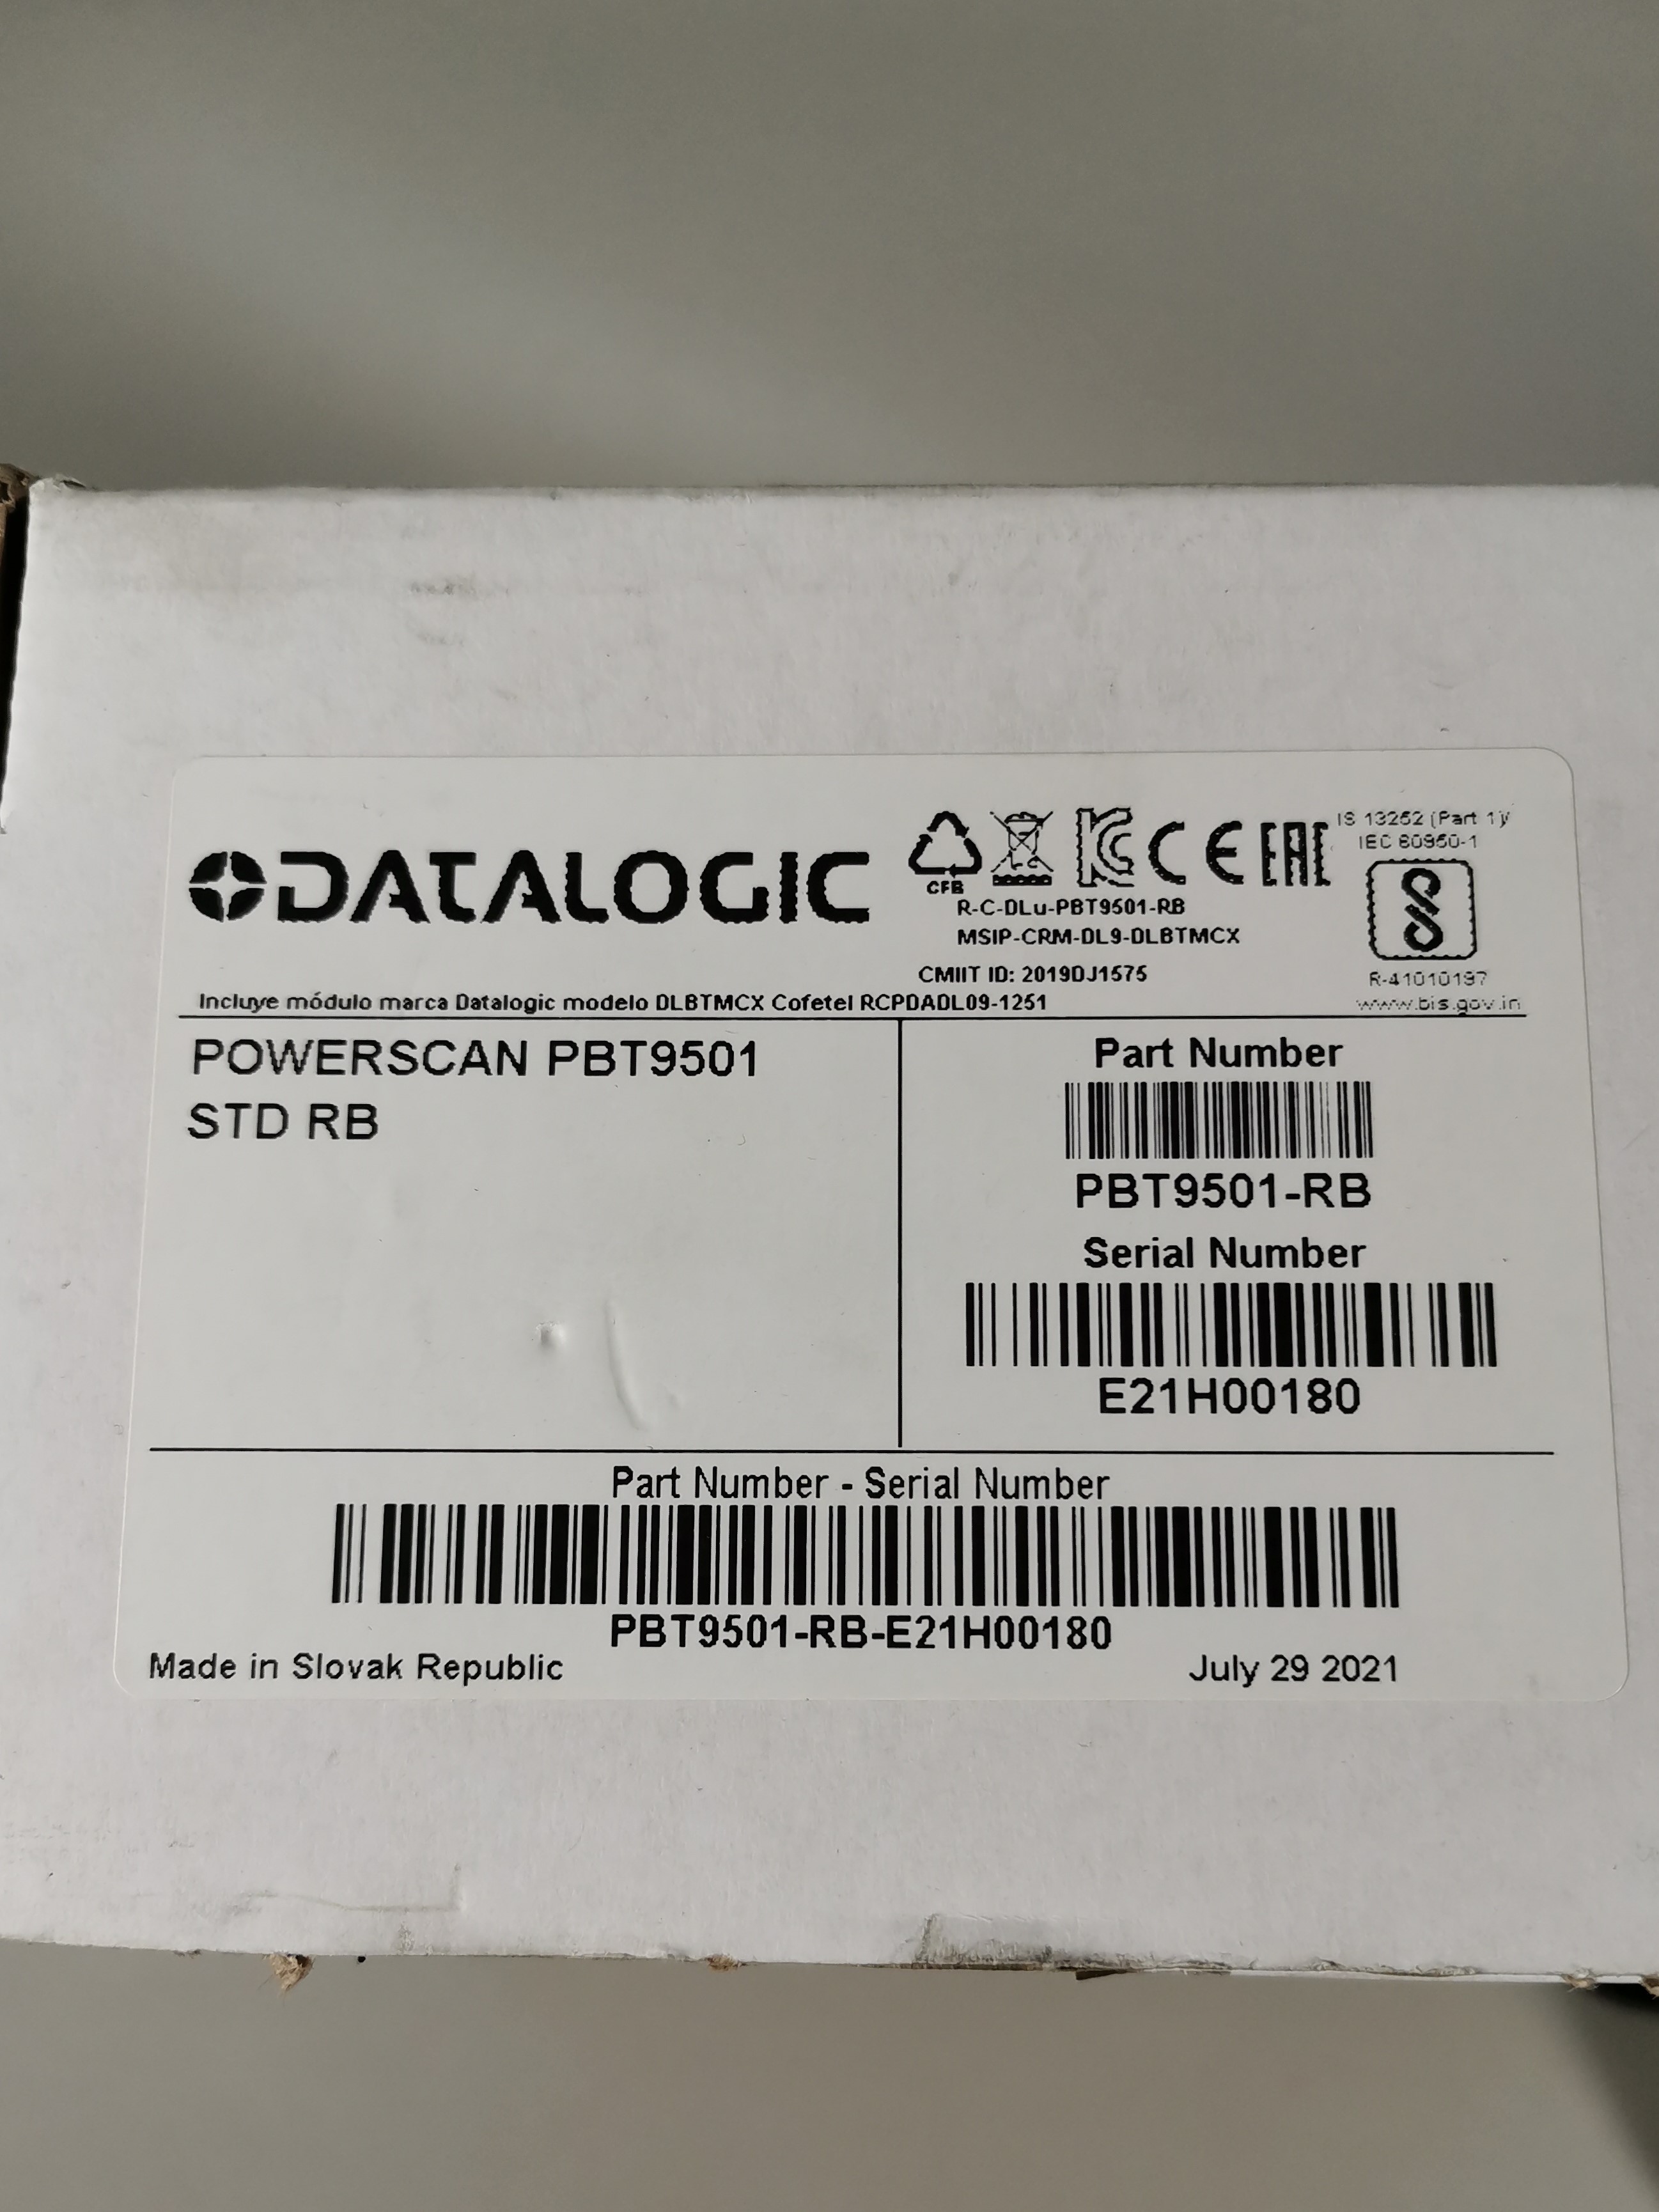 DATALOGIC
CFB
R-C-DLu-PBT9501-RB
MSIP-CRM-DL9-DLBTMCX
CMIIT ID: 2019DJ1575
IS 13252 (Part 1)/
IEC 60950-1
R-41010197
www.bis.gov.in
Incluye módulo marca Datalogic modelo DLBTMCX Cofetel RCPDADL09-1251
POWERSCAN PBT9501
STD RB
Part Number
PBT9501-RB
Serial Number
E21H00180
Part Number - Serial Number
PBT9501-RB-E21H00180
Made in Slovak Republic
July 29 2021